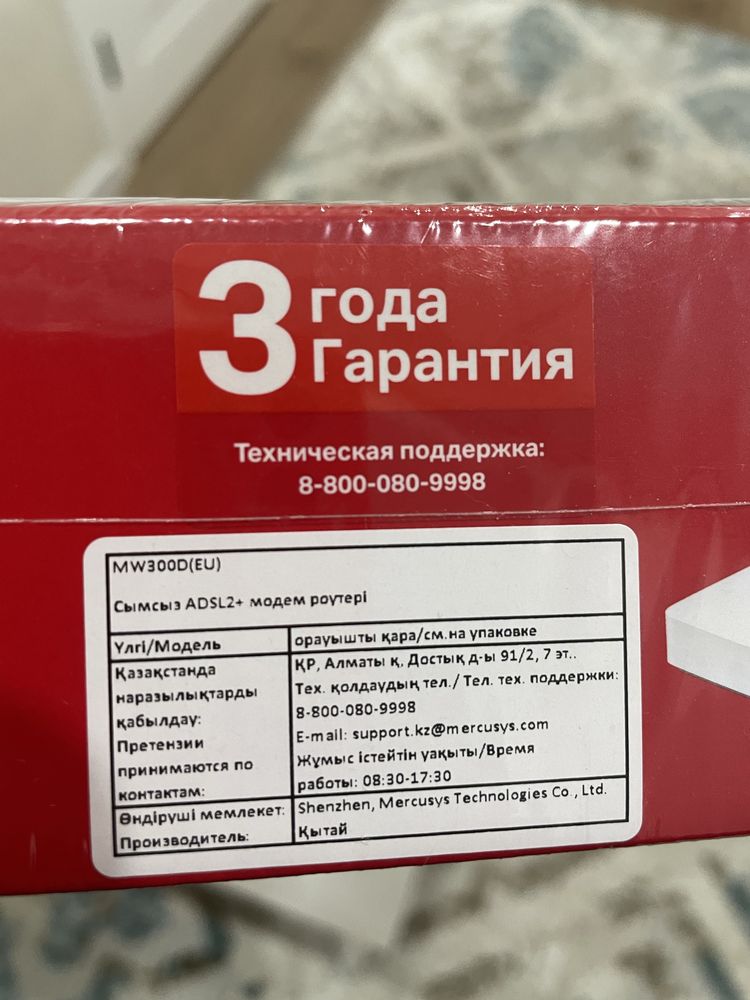 3 года
Гарантия
Техническая поддержка:
8-800-080-9998
MW300D(EU)
Сымсыз ADSL2+ модем роутері
Үлгі/Модель
орауышты қара/см.на упаковке
Қазақстанда
наразылықтарды
қабылдау:
Претензии
принимаются по
контактам:
ҚР, Алматы қ, Достық д-ы 91/2, 7 эт..
Тех. қолдаудың тел./ Тел. тех. поддержки:
8-800-080-9998
E-mail: support.kz@mercusys.com
Жұмыс істейтін уақыты/Время
работы: 08:30-17:30
Өндіруші мемлекет:
Производитель:
Shenzhen, Mercusys Technologies Co., Ltd.
Қытай